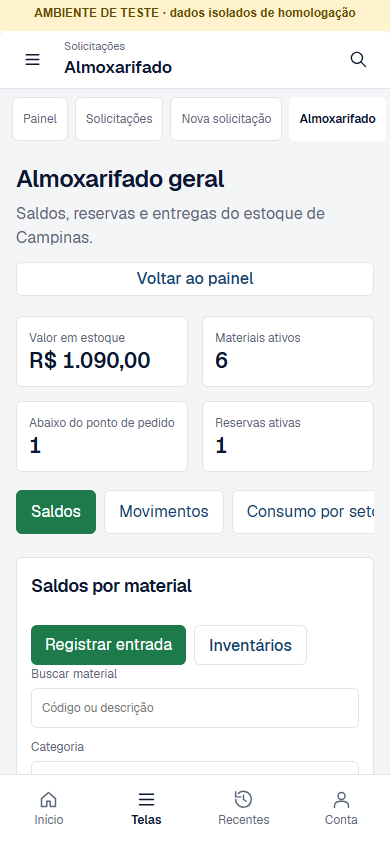 AMBIENTE DE TESTE · dados isolados de homologação
Solicitações
Almoxarifado
Painel
Solicitações
Nova solicitação
Almoxarifado
Almoxarifado geral
Saldos, reservas e entregas do estoque de
Campinas.
Voltar ao painel
Valor em estoque
R$ 1.090,00
Materiais ativos
6
Abaixo do ponto de pedido
1
Reservas ativas
1
Saldos
Movimentos
Consumo por seto
Saldos por material
Registrar entrada
Inventários
Buscar material
Código ou descrição
Categoria
Início
Telas
Recentes
Conta